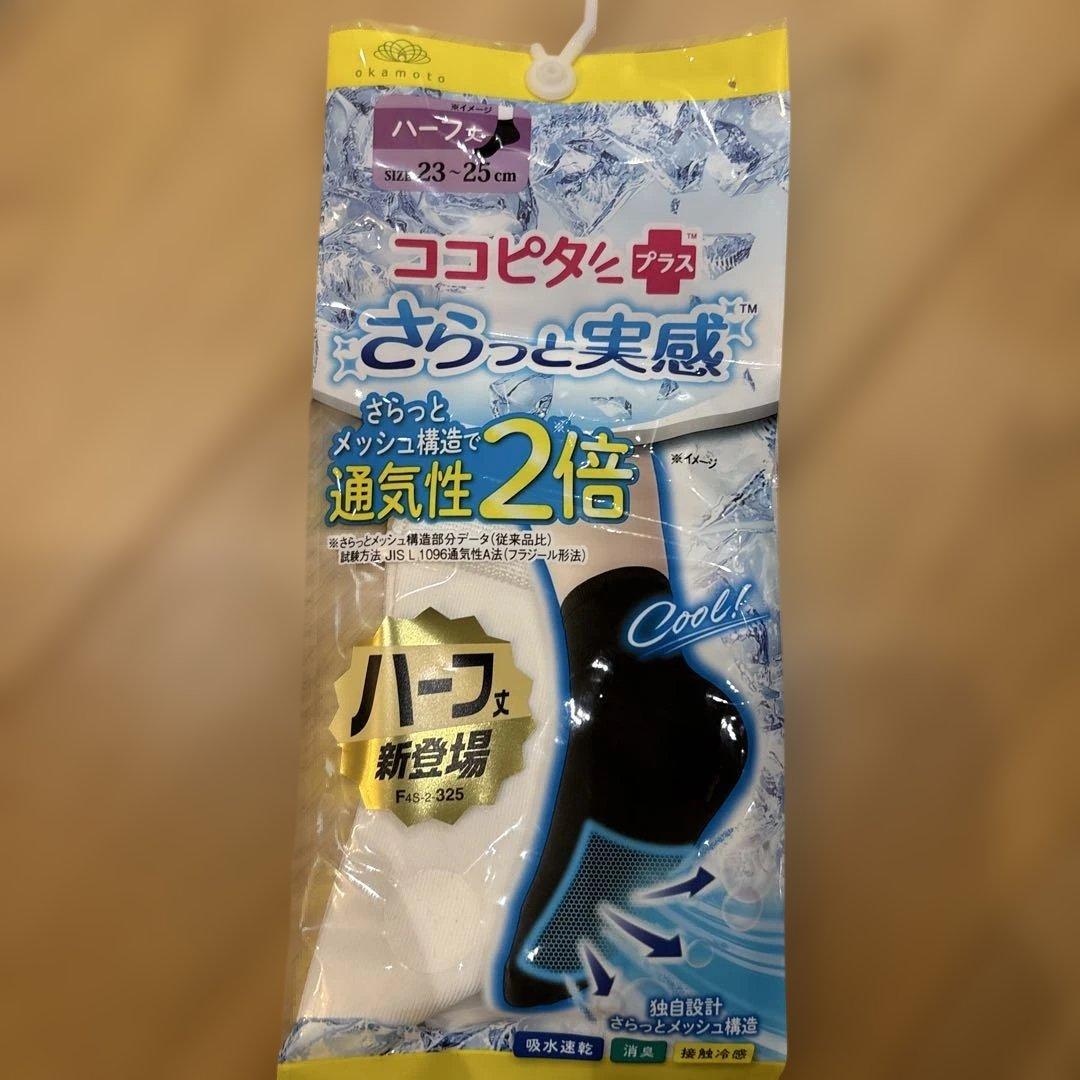 okamoto
※イメージ
ハーフ丈
SIZE 23~25cm
ココピタ プラス™
さらっと実感™
さらっと
メッシュ構造で
通気性2倍※
※イメージ
※さらっとメッシュ構造部分データ(従来品比)
試験方法 JIS L 1096通気性A法(フラジール形法)
Cool!
ハーフ丈
新登場
F4S-2-325
独自設計
さらっとメッシュ構造
吸水速乾 消臭 接触冷感